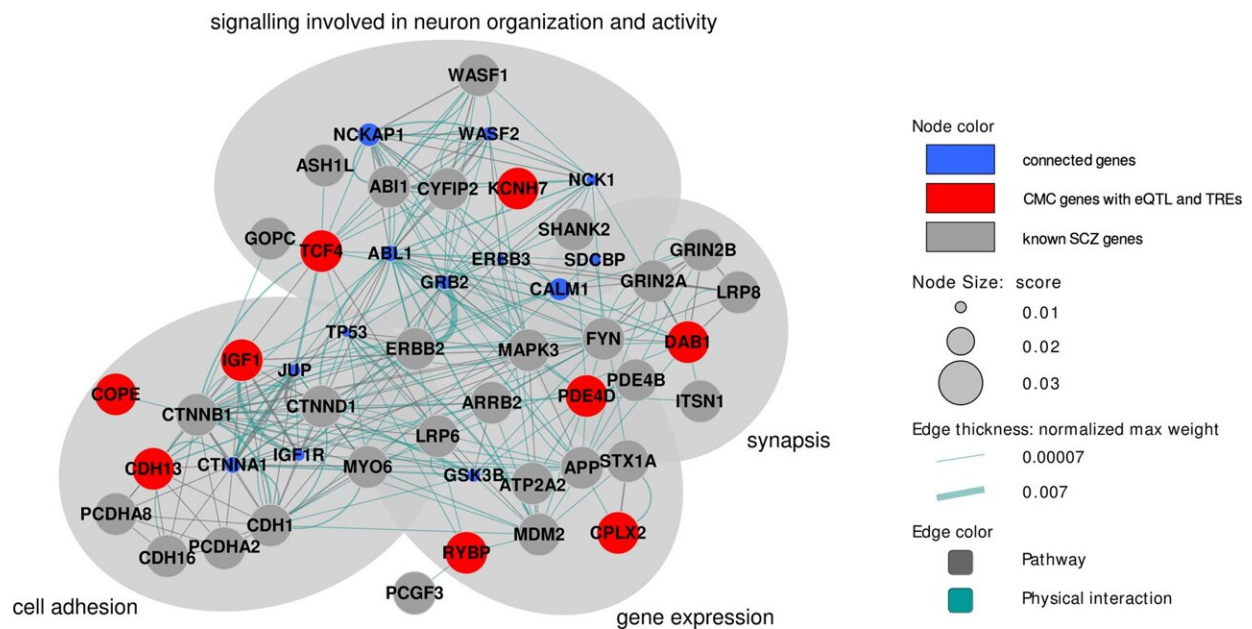 signalling involved in neuron organization and activity
WASF1
NCKAP1
WASF2
ASH1L
ABI1
CYFIP2
KCNH7
NCK1
SHANK2
GOPC
TCF4
ABL1
ERBB3
SDCBP
GRIN2B
GRIN2A
LRP8
GRB2
CALM1
TP53
ERBB2
MAPK3
FYN
DAB1
IGF1
JUP
PDE4B
COPE
CTNNB1
CTNND1
ARRB2
PDE4D
ITSN1
LRP6
synapsis
CDH13
CTNNA1
IGF1R
MYO6
GSK3B
ATP2A2
APP
STX1A
PCDHA8
CDH1
MDM2
CPLX2
CDH16
PCDHA2
RYBP
PCGF3
cell adhesion
gene expression
Node color
connected genes
CMC genes with eQTL and TREs
known SCZ genes
Node Size: score
0.01
0.02
0.03
Edge thickness: normalized max weight
0.00007
0.007
Edge color
Pathway
Physical interaction